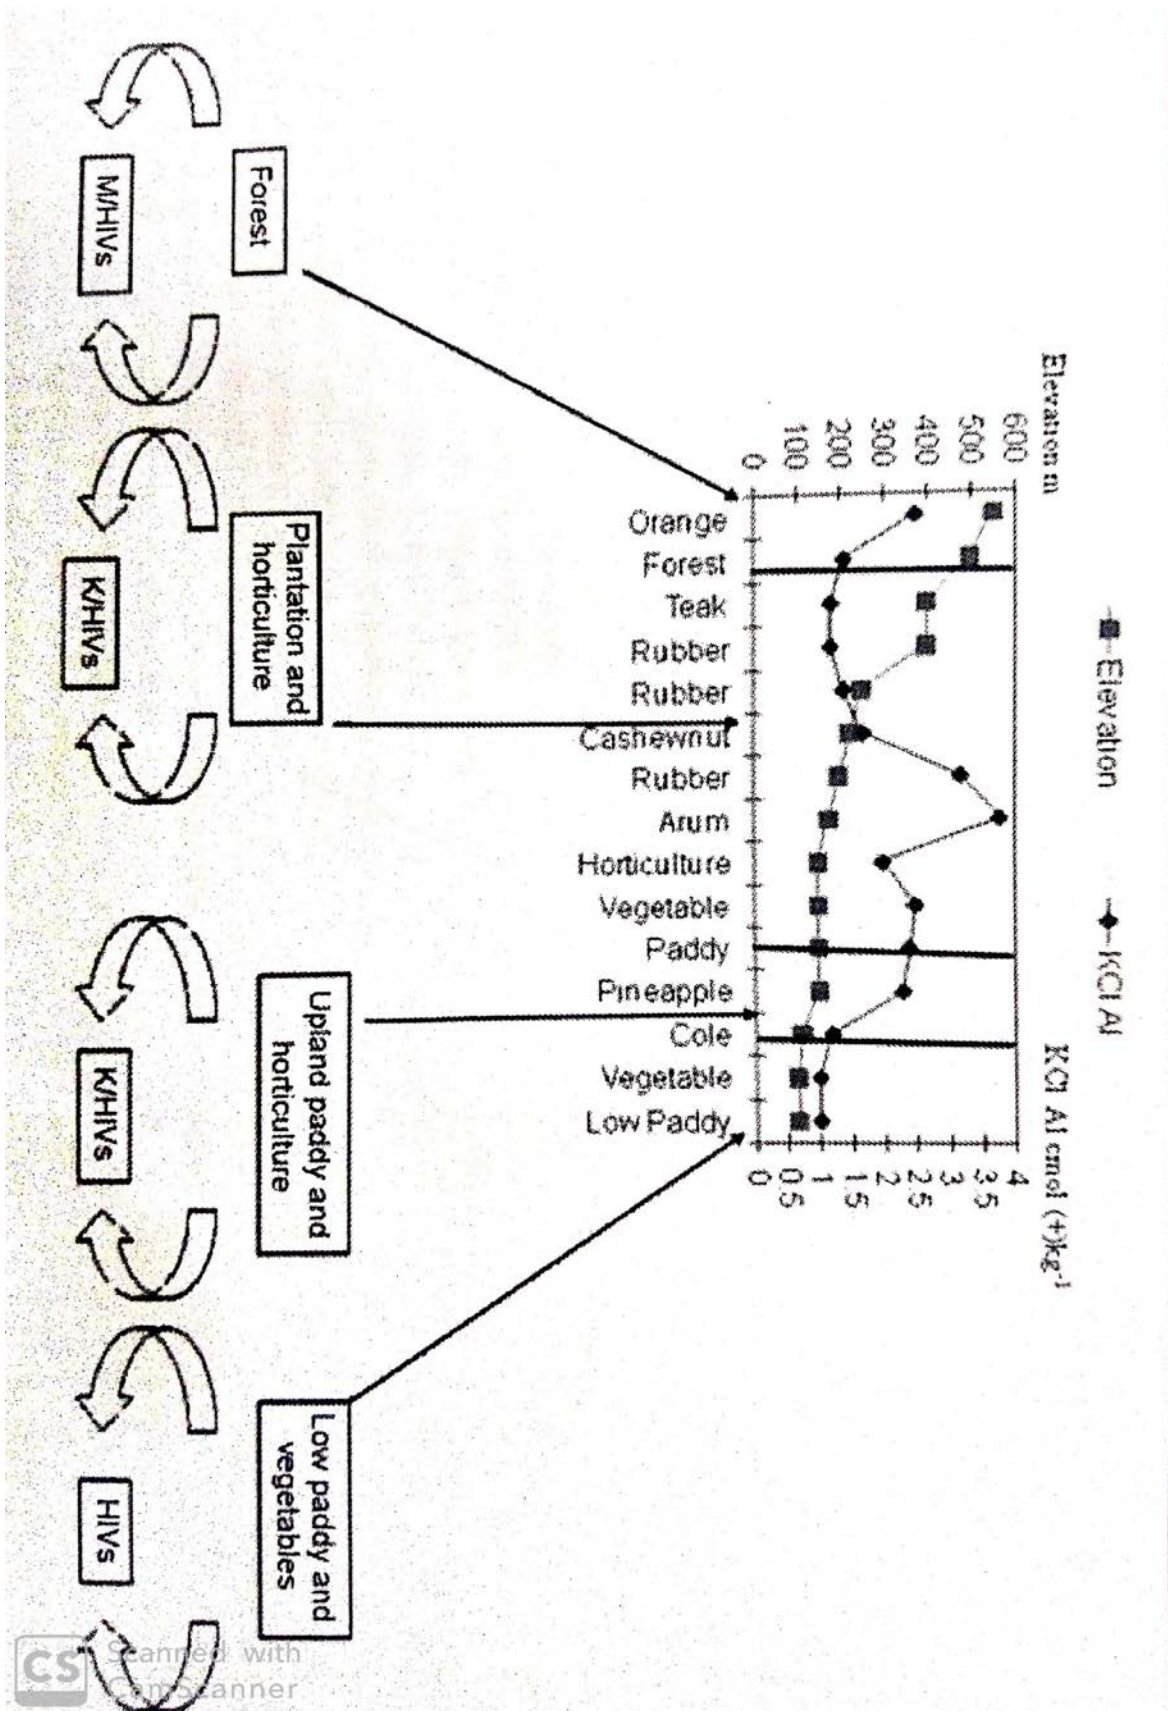 Elevation
KCl Al
Elevation m
KCl Al cmol (+)kg-1
600
500
400
300
200
100
0
4
3.5
3
2.5
2
1.5
1
0.5
0
Orange
Forest
Teak
Rubber
Rubber
Cashewnut
Rubber
Arum
Horticulture
Vegetable
Paddy
Pineapple
Cole
Vegetable
Low Paddy
Forest
Plantation and
horticulture
Upland paddy and
horticulture
Low paddy and
vegetables
M/HIVs
K/HIVs
K/HIVs
HIVs
CS
Scanned with
CamScanner